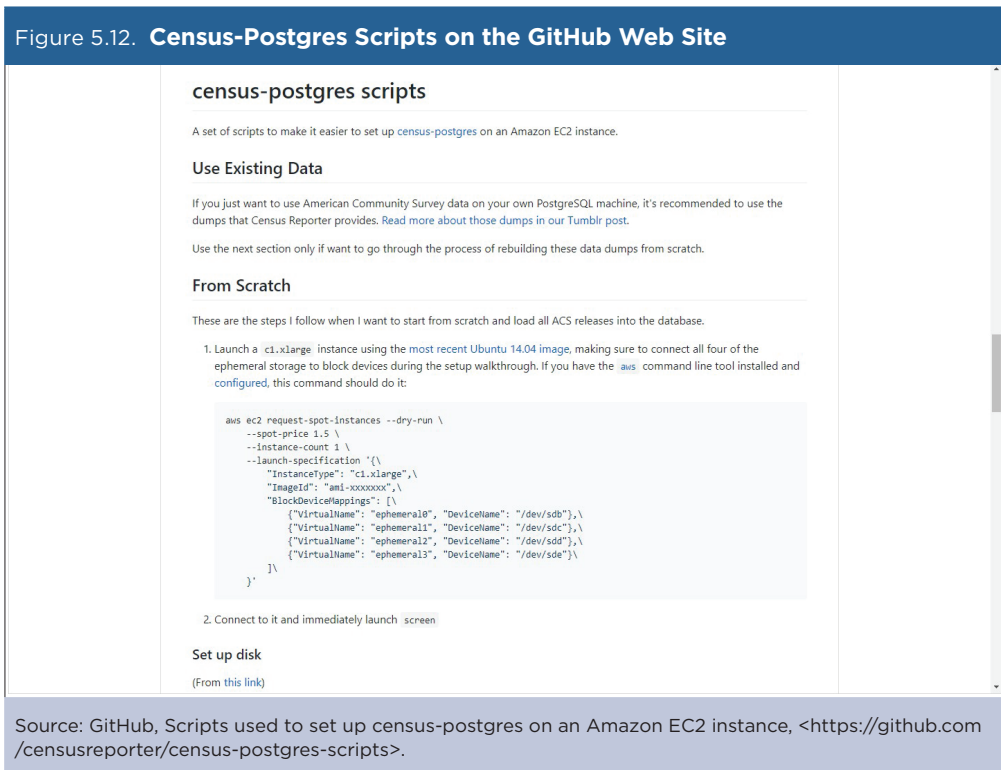 Figure 5.12. Census-Postgres Scripts on the GitHub Web Site
census-postgres scripts
A set of scripts to make it easier to set up census-postgres on an Amazon EC2 instance.
Use Existing Data
If you just want to use American Community Survey data on your own PostgreSQL machine, it's recommended to use the
dumps that Census Reporter provides. Read more about those dumps in our Tumblr post.
Use the next section only if want to go through the process of rebuilding these data dumps from scratch.
From Scratch
These are the steps I follow when I want to start from scratch and load all ACS releases into the database.
1. Launch a c1.xlarge instance using the most recent Ubuntu 14.04 image, making sure to connect all four of the
ephemeral storage to block devices during the setup walkthrough. If you have the aws command line tool installed and
configured, this command should do it:
aws ec2 request-spot-instances --dry-run \
--spot-price 1.5 \
--instance-count 1 \
--launch-specification '{\
"InstanceType": "c1.xlarge",\
"ImageId": "ami-xxxxxxx",\
"BlockDeviceMappings": [\
{"VirtualName": "ephemeral0", "DeviceName": "/dev/sdb"},\
{"VirtualName": "ephemeral1", "DeviceName": "/dev/sdc"},\
{"VirtualName": "ephemeral2", "DeviceName": "/dev/sdd"},\
{"VirtualName": "ephemeral3", "DeviceName": "/dev/sde"}\
]\
}'
2. Connect to it and immediately launch screen
Set up disk
(From this link)
Source: GitHub, Scripts used to set up census-postgres on an Amazon EC2 instance, <https://github.com
/censusreporter/census-postgres-scripts>.